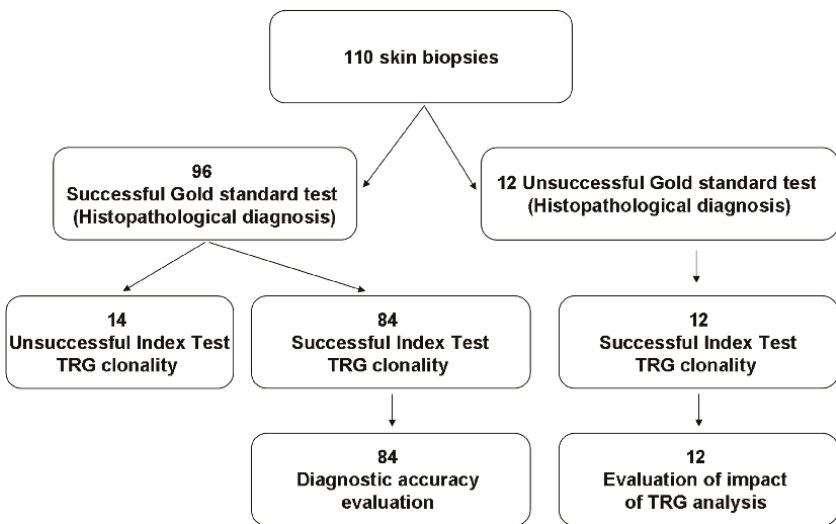 110 skin biopsies
96
Successful Gold standard test
(Histopathological diagnosis)
12 Unsuccessful Gold standard test
(Histopathological diagnosis)
14
Unsuccessful Index Test
TRG clonality
84
Successful Index Test
TRG clonality
12
Successful Index Test
TRG clonality
84
Diagnostic accuracy
evaluation
12
Evaluation of impact
of TRG analysis